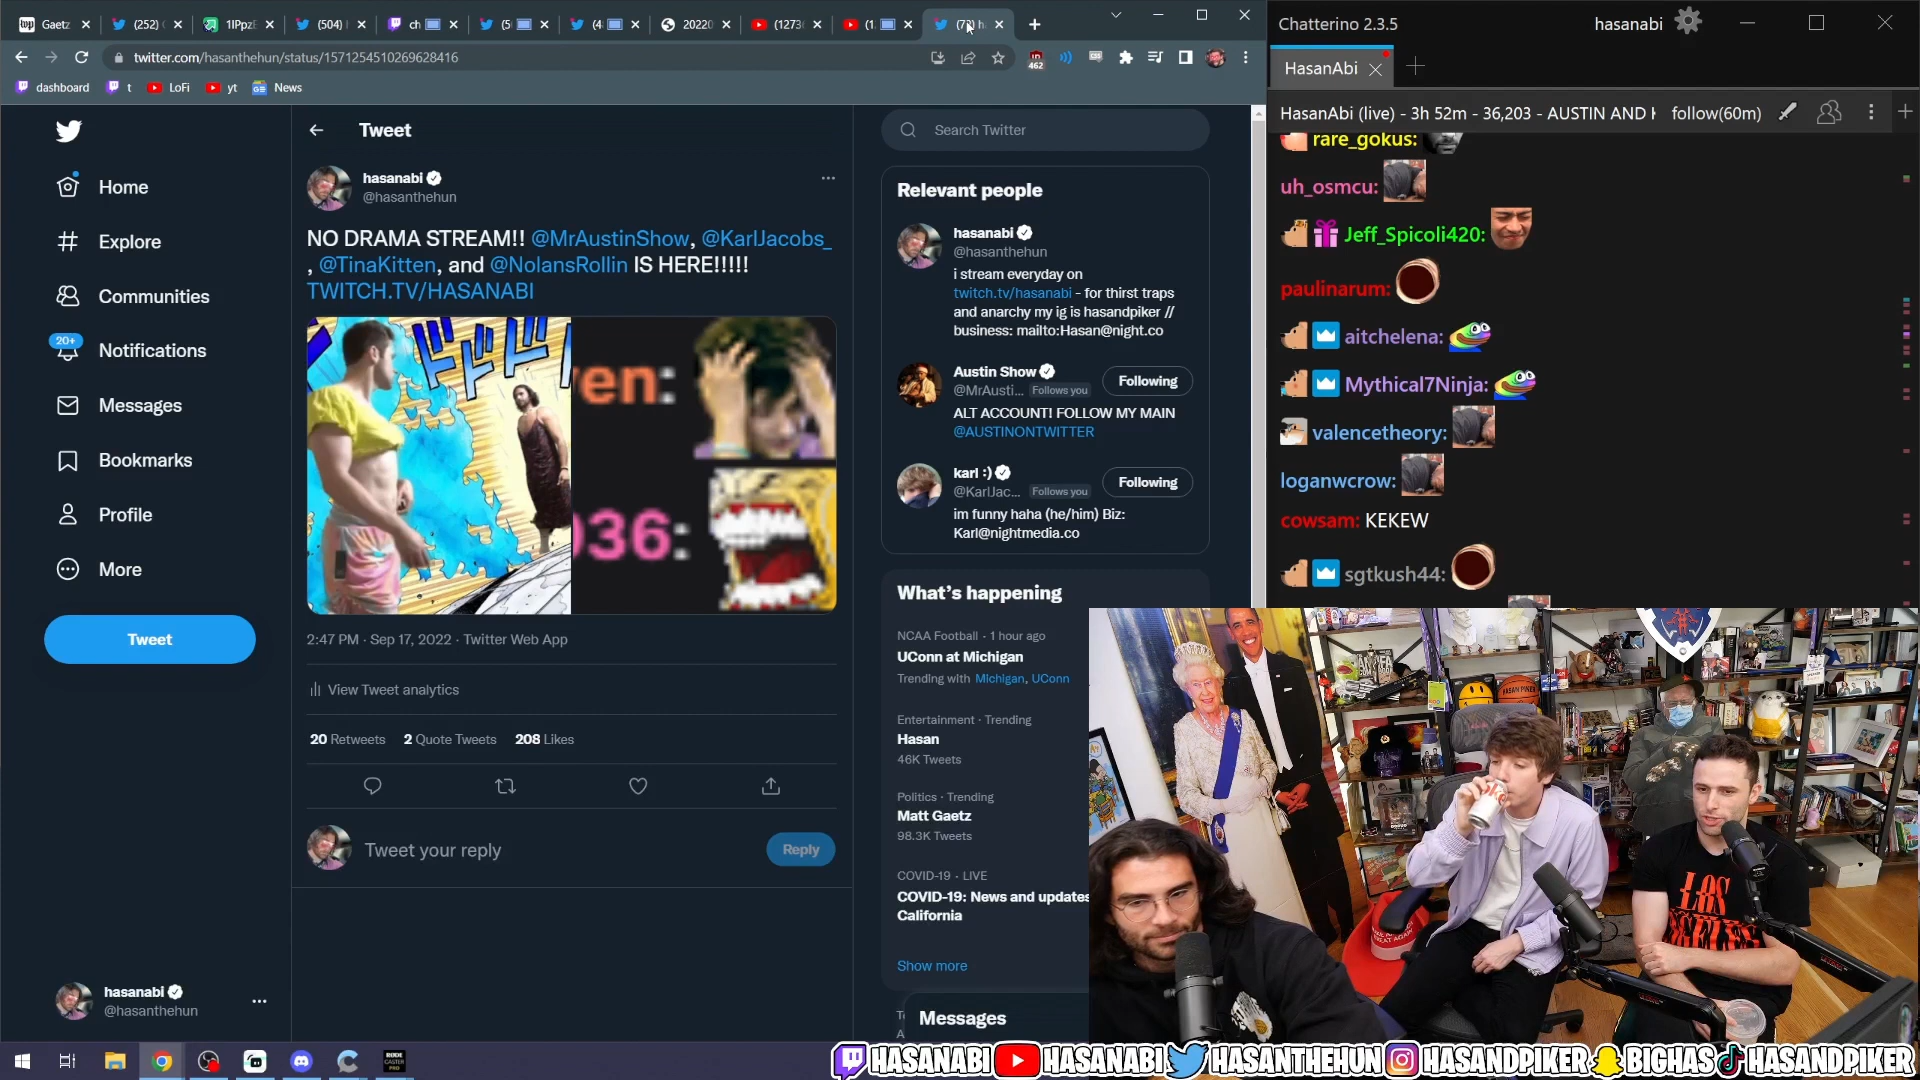 Gaetz
(252)
1IPpzE
(504)
ch
(5
(4
20220
(1273
(1
(7
twitter.com/hasanthehun/status/1571254510269628416
462
dashboard
t
LoFi
yt
News
Home
Explore
Communities
20+
Notifications
Messages
Bookmarks
Profile
More
Tweet
hasanabi
@hasanthehun
Tweet
hasanabi
@hasanthehun
NO DRAMA STREAM!! @MrAustinShow, @KarlJacobs_
, @TinaKitten, and @NolansRollin IS HERE!!!!!
TWITCH.TV/HASANABI
ven:
036:
2:47 PM · Sep 17, 2022 · Twitter Web App
View Tweet analytics
20 Retweets 2 Quote Tweets 208 Likes
Tweet your reply
Reply
Search Twitter
Relevant people
hasanabi
@hasanthehun
i stream everyday on
twitch.tv/hasanabi - for thirst traps
and anarchy my ig is hasandpiker //
business: mailto:Hasan@night.co
Austin Show
@MrAusti... Follows you
Following
ALT ACCOUNT! FOLLOW MY MAIN
@AUSTINONTWITTER
karl :)
@KarlJac... Follows you
Following
im funny haha (he/him) Biz:
Karl@nightmedia.co
What's happening
NCAA Football · 1 hour ago
UConn at Michigan
Trending with Michigan, UConn
Entertainment · Trending
Hasan
46K Tweets
Politics · Trending
Matt Gaetz
98.3K Tweets
COVID-19 · LIVE
COVID-19: News and updates
California
Show more
Messages
Chatterino 2.3.5
hasanabi
HasanAbi
HasanAbi (live) - 3h 52m - 36,203 - AUSTIN AND
follow(60m)
rare_gokus:
uh_osmcu:
Jeff_Spicoli420:
paulinarum:
aitchelena:
Mythical7Ninja:
valencetheory:
loganwcrow:
cowsam: KEKEW
sgtkush44:
HASAN PIKER
LOS
HASANABI HASANABI HASANTHEHUN HASANDPIKER BIGHAS HASANDPIKER